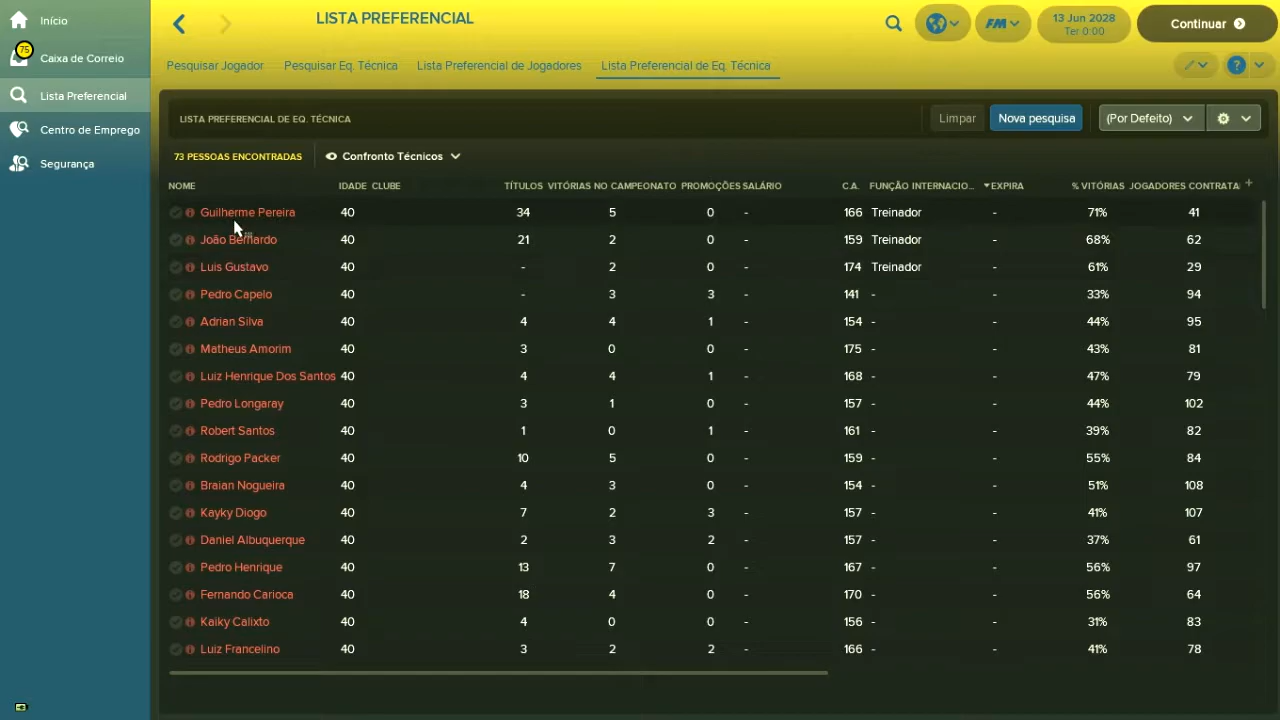 Início
75
Caixa de Correio
Lista Preferencial
Centro de Emprego
Segurança
LISTA PREFERENCIAL
FM
13 Jun 2028
Ter 0:00
Continuar
Pesquisar Jogador Pesquisar Eq. Técnica Lista Preferencial de Jogadores Lista Preferencial de Eq. Técnica
?
LISTA PREFERENCIAL DE EQ. TÉCNICA
Limpar Nova pesquisa (Por Defeito)
73 PESSOAS ENCONTRADAS Confronto Técnicos
NOME IDADE CLUBE TÍTULOS VITÓRIAS NO CAMPEONATO PROMOÇÕES SALÁRIO C.A. FUNÇÃO INTERNACIO... EXPIRA % VITÓRIAS JOGADORES CONTRATA +
Guilherme Pereira 40 34 5 0 - 166 Treinador - 71% 41
João Bernardo 40 21 2 0 - 159 Treinador - 68% 62
Luis Gustavo 40 - 2 0 - 174 Treinador - 61% 29
Pedro Capelo 40 - 3 3 - 141 - - 33% 94
Adrian Silva 40 4 4 1 - 154 - - 44% 95
Matheus Amorim 40 3 0 0 - 175 - - 43% 81
Luiz Henrique Dos Santos 40 4 4 1 - 168 - - 47% 79
Pedro Longaray 40 3 1 0 - 157 - - 44% 102
Robert Santos 40 1 0 1 - 161 - - 39% 82
Rodrigo Packer 40 10 5 0 - 159 - - 55% 84
Braian Nogueira 40 4 3 0 - 154 - - 51% 108
Kayky Diogo 40 7 2 3 - 157 - - 41% 107
Daniel Albuquerque 40 2 3 2 - 157 - - 37% 61
Pedro Henrique 40 13 7 0 - 167 - - 56% 97
Fernando Carioca 40 18 4 0 - 170 - - 56% 64
Kaiky Calixto 40 4 0 0 - 156 - - 31% 83
Luiz Francelino 40 3 2 2 - 166 - - 41% 78